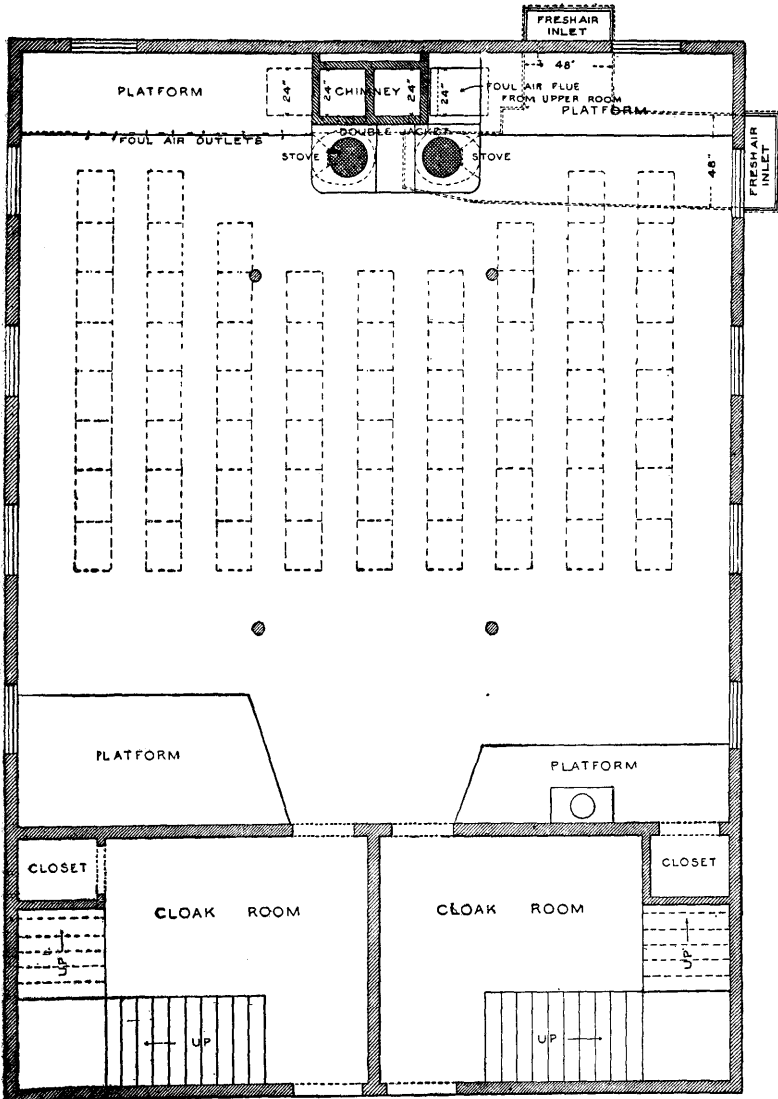 FRESH AIR
INLET
48"
PLATFORM
24"
24"
CHIMNEY
24"
24"
FOUL AIR FLUE
FROM UPPER ROOM
PLATFORM
FOUL AIR OUTLETS
DOUBLE JACKET
STOVE
STOVE
48"
FRESH AIR
INLET
PLATFORM
PLATFORM
CLOSET
CLOSET
CLOAK ROOM
CLOAK ROOM
UP
UP
UP
UP